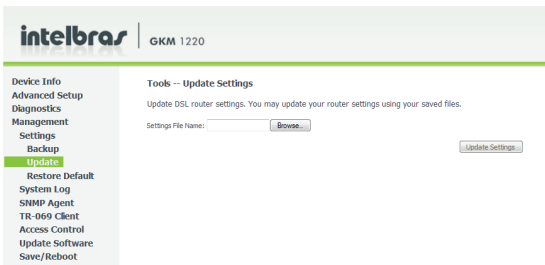 intelbras
GKM 1220
Device Info
Advanced Setup
Diagnostics
Management
Settings
Backup
Update
Restore Default
System Log
SNMP Agent
TR-069 Client
Access Control
Update Software
Save/Reboot
Tools -- Update Settings
Update DSL router settings. You may update your router settings using your saved files.
Settings File Name: Browse..
Update Settings